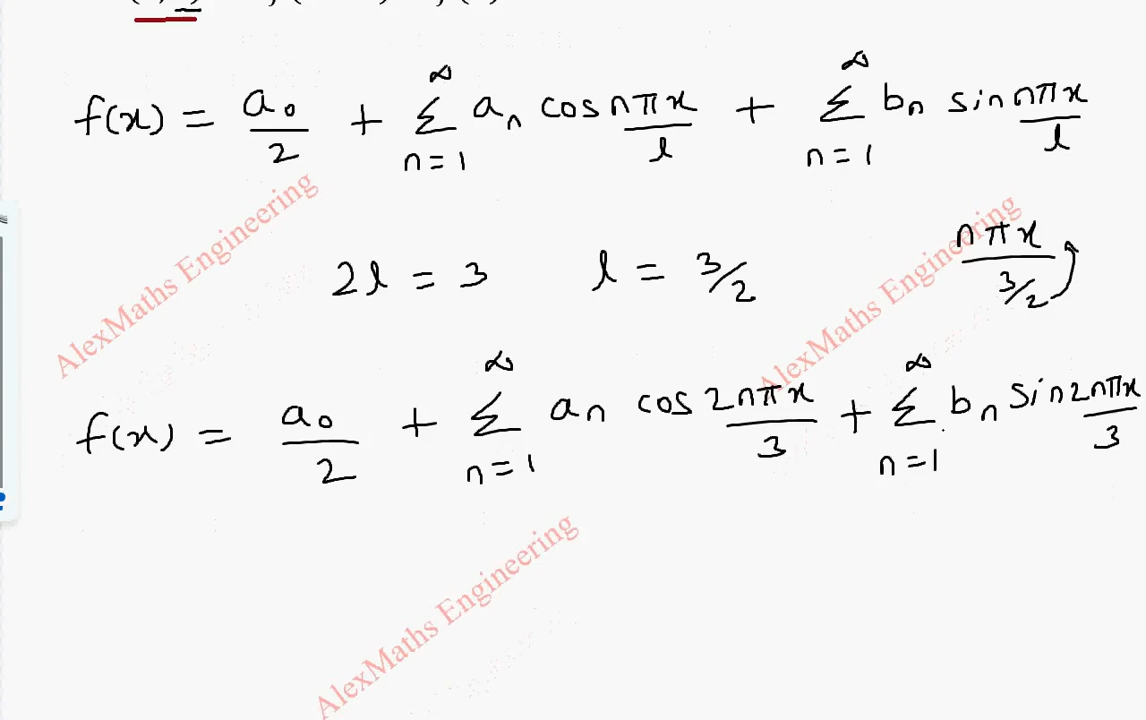 f(x) = a₀/2 + Σ_{n=1}^{∞} aₙ cos nπx/l + Σ_{n=1}^{∞} bₙ sin nπx/l
2l = 3 l = 3/2 nπx/(3/2)
f(x) = a₀/2 + Σ_{n=1}^{∞} aₙ cos 2nπx/3 + Σ_{n=1}^{∞} bₙ sin 2nπx/3
AlexMaths Engineering
AlexMaths Engineering
AlexMaths Engineering